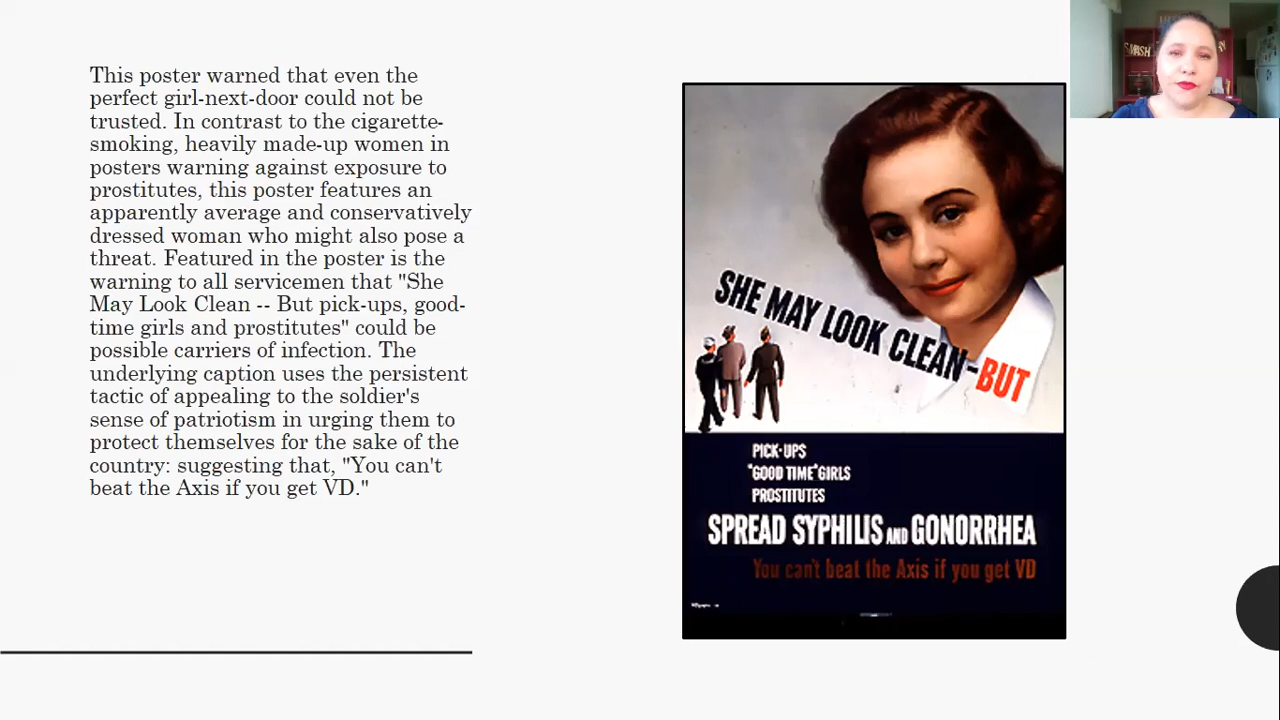 This poster warned that even the
perfect girl-next-door could not be
trusted. In contrast to the cigarette-
smoking, heavily made-up women in
posters warning against exposure to
prostitutes, this poster features an
apparently average and conservatively
dressed woman who might also pose a
threat. Featured in the poster is the
warning to all servicemen that "She
May Look Clean -- But pick-ups, good-
time girls and prostitutes" could be
possible carriers of infection. The
underlying caption uses the persistent
tactic of appealing to the soldier's
sense of patriotism in urging them to
protect themselves for the sake of the
country: suggesting that, "You can't
beat the Axis if you get VD."
SHE MAY LOOK CLEAN-BUT
PICK-UPS
"GOOD TIME" GIRLS
PROSTITUTES
SPREAD SYPHILIS AND GONORRHEA
You can't beat the Axis if you get VD